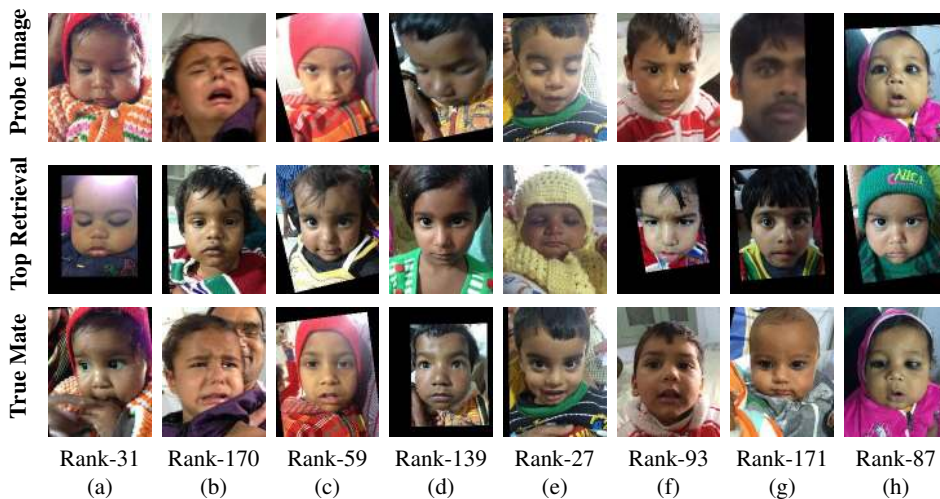 Probe Image
Top Retrieval
True Mate
Rank-31 Rank-170 Rank-59 Rank-139 Rank-27 Rank-93 Rank-171 Rank-87
(a) (b) (c) (d) (e) (f) (g) (h)